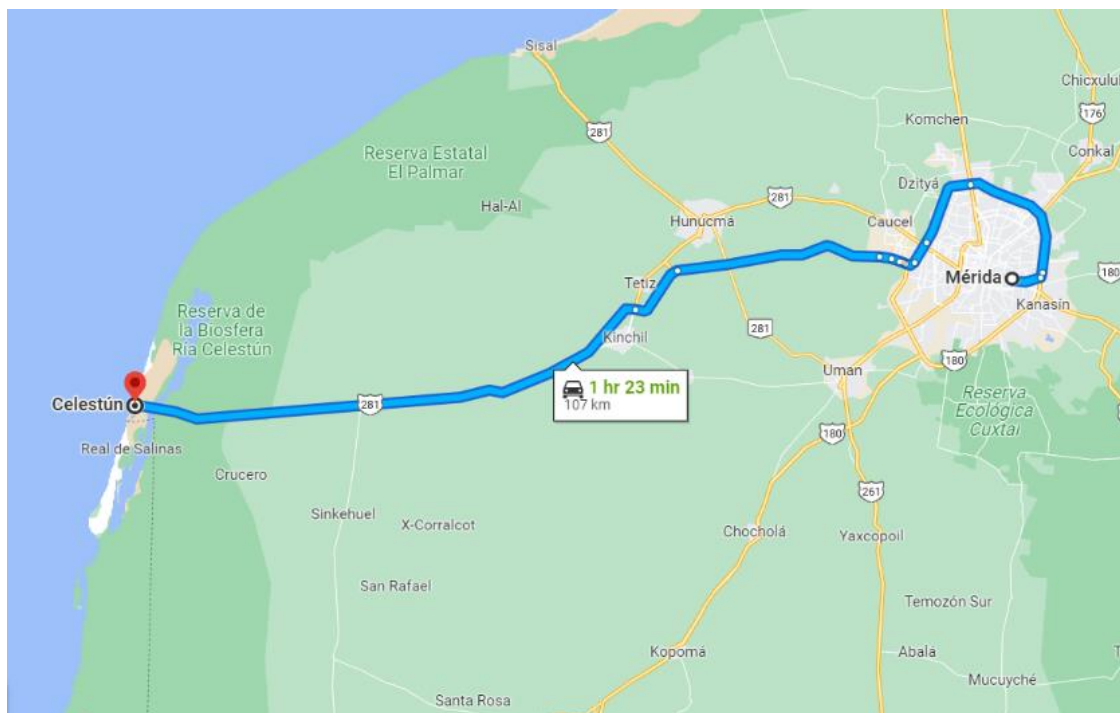 Sisal
Chicxulub
281
176
Komchen
Reserva Estatal
El Palmar
Conkal
Dzityá
Hal-Al
281
Hunucmá
Caucel
Mérida
180
Tetiz
Kanasín
Reserva de
la Biosfera
Ría Celestún
281
Kinchil
180
Uman
1 hr 23 min
107 km
Reserva
Ecológica
Cuxtal
Celestún
281
180
Real de Salinas
Crucero
261
Sinkehuel
X-Corralcot
Chocholá
Yaxcopoil
San Rafael
Temozón Sur
Kopomá
Abalá
Mucuyché
Santa Rosa